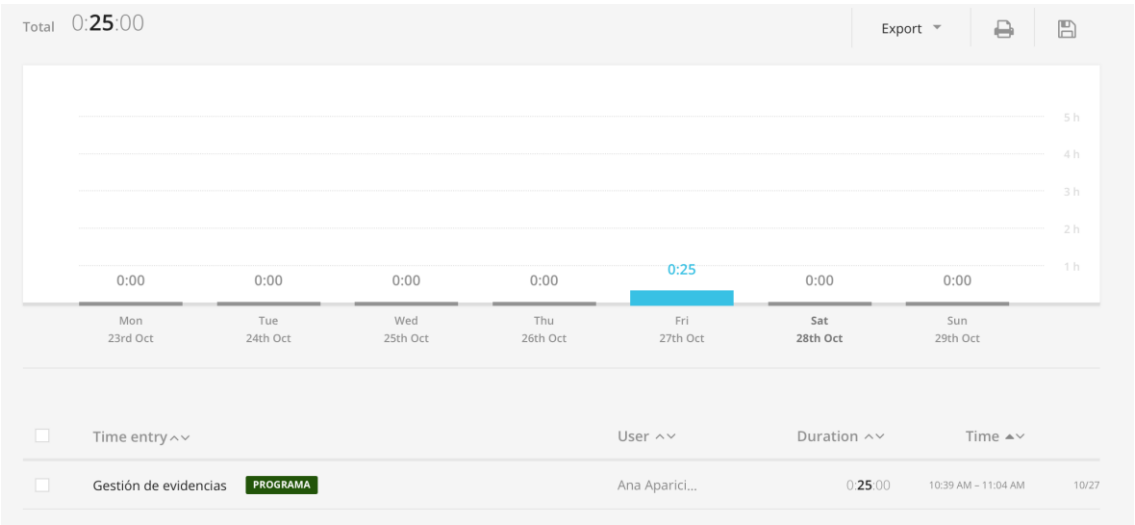 Total 0:25:00 Export
5 h
4 h
3 h
2 h
1 h
0:00 0:00 0:00 0:00 0:25 0:00 0:00
Mon Tue Wed Thu Fri Sat Sun
23rd Oct 24th Oct 25th Oct 26th Oct 27th Oct 28th Oct 29th Oct
Time entry User Duration Time
Gestión de evidencias PROGRAMA Ana Aparici... 0:25:00 10:39 AM – 11:04 AM 10/27